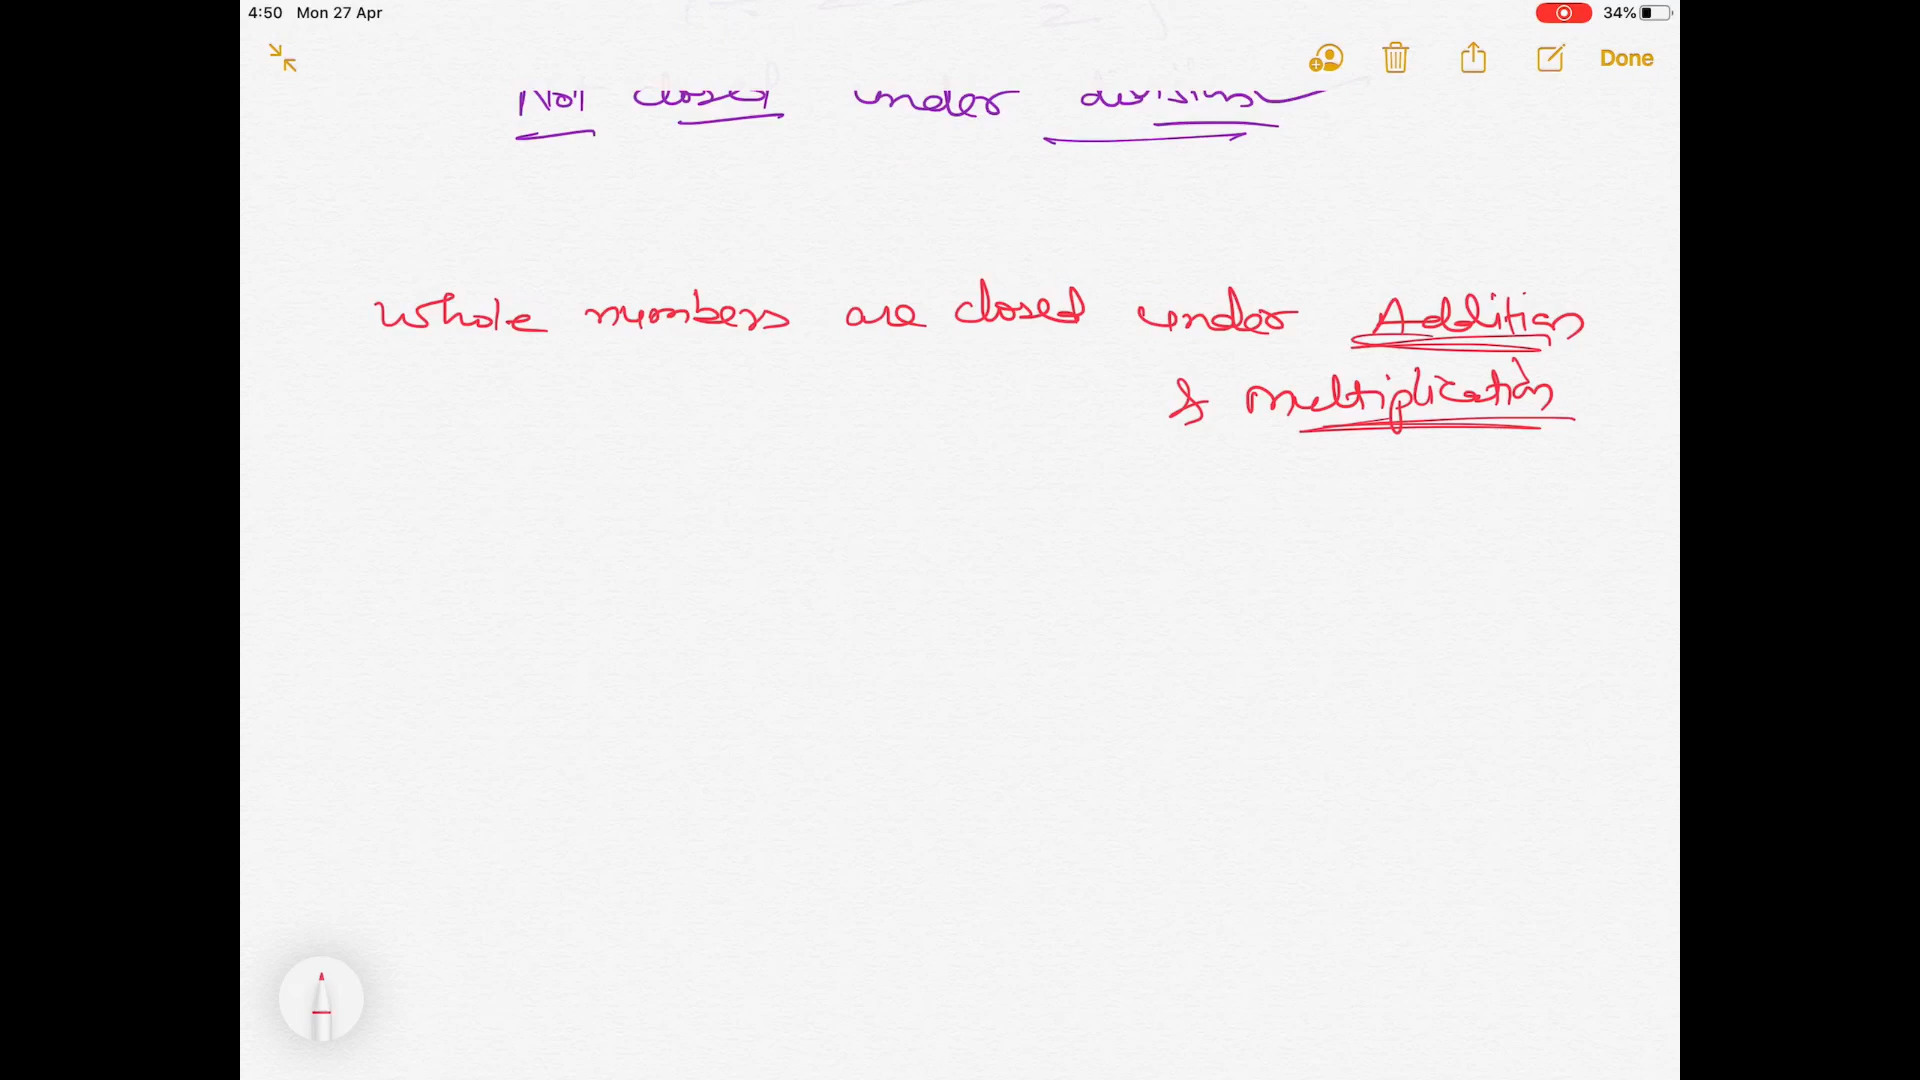 4:50 Mon 27 Apr
34%
Done
Not closed under division
Whole numbers are closed under Addition
& multiplication